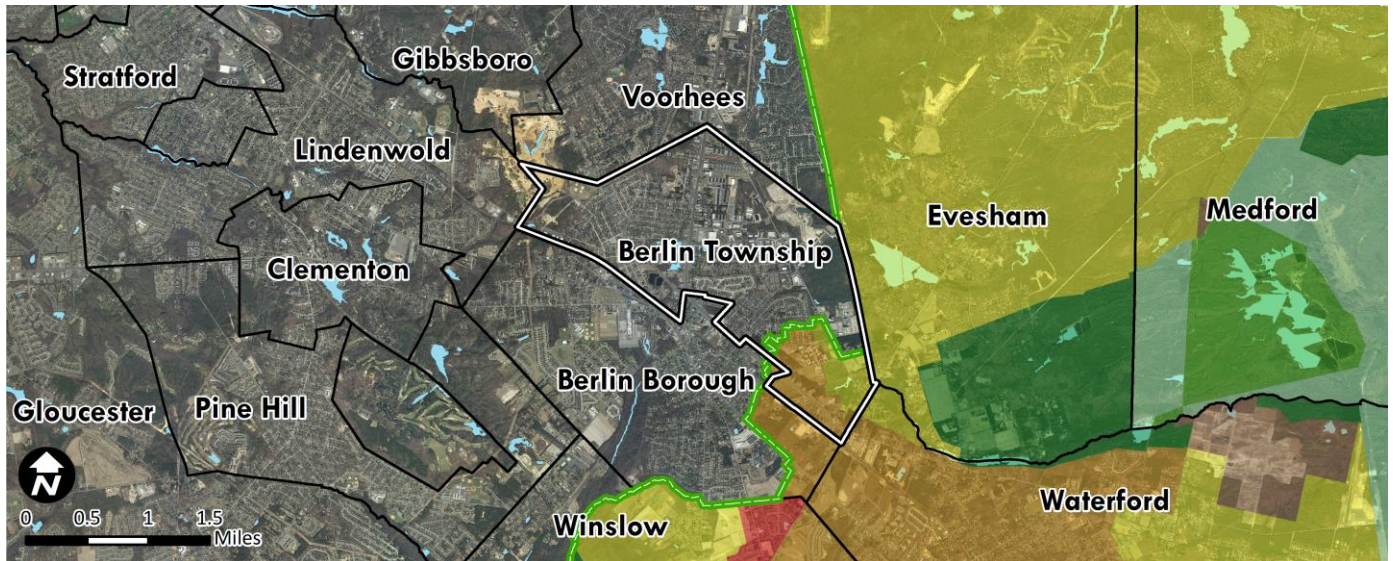 Gibbsboro
Stratford
Voorhees
Lindenwold
Evesham
Medford
Berlin Township
Clementon
Berlin Borough
Gloucester
Pine Hill
N
Waterford
0 0.5 1 1.5
Miles
Winslow